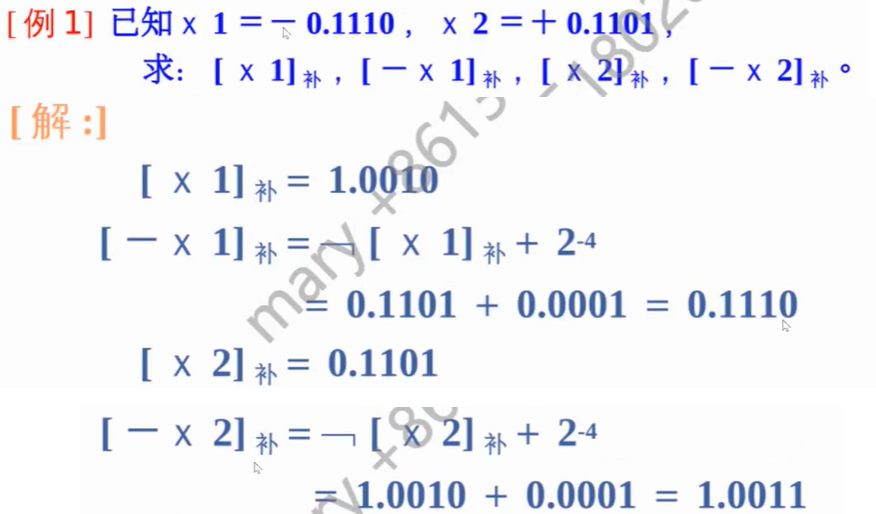 [例 1] 已知 x 1 = － 0.1110 ， x 2 = + 0.1101 ，
求: [ x 1] 补 , [ － x 1] 补 , [ x 2] 补 , [ － x 2] 补 。
[ 解 :]
[ x 1] 补 = 1.0010
[ － x 1] 补 = ﹁ [ x 1] 补 + 2-4
= 0.1101 + 0.0001 = 0.1110
[ x 2] 补 = 0.1101
[ － x 2] 补 = ﹁ [ x 2] 补 + 2-4
= 1.0010 + 0.0001 = 1.0011
mary +8615